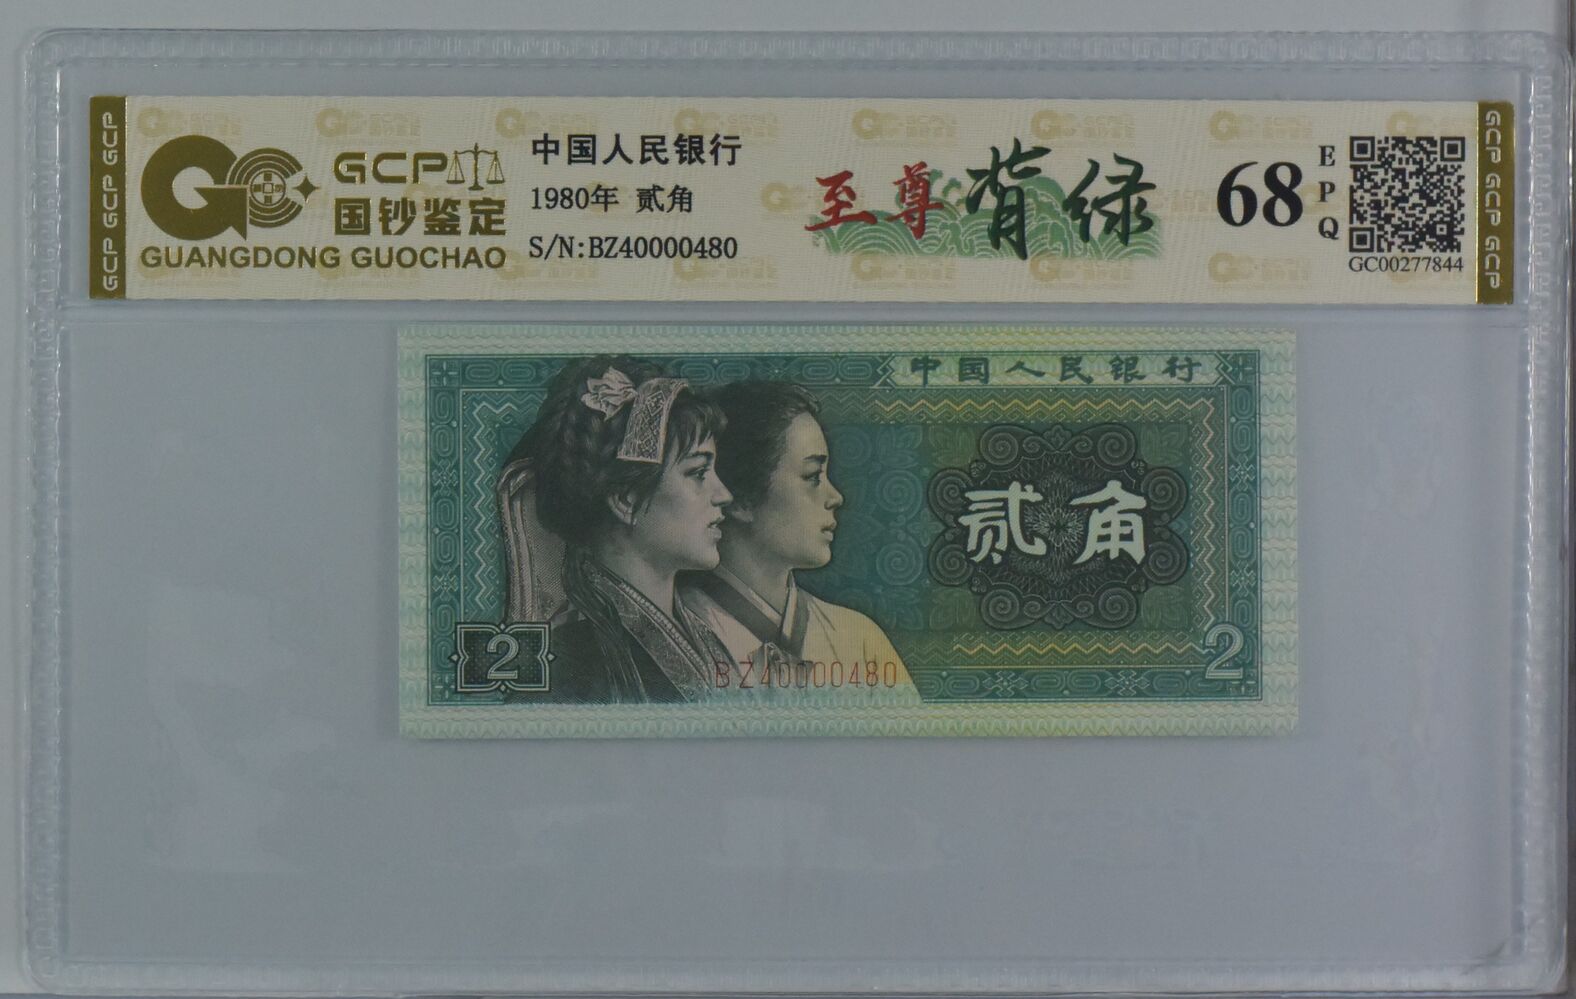 GCP GCP GCP
GCP
国钞鉴定
GUANGDONG GUOCHAO
中国人民银行
1980年 贰角
S/N:BZ40000480
至尊背绿
68
EPQ
GC00277844
GCP GCP GCP
中国人民银行
贰角
2
2
BZ40000480